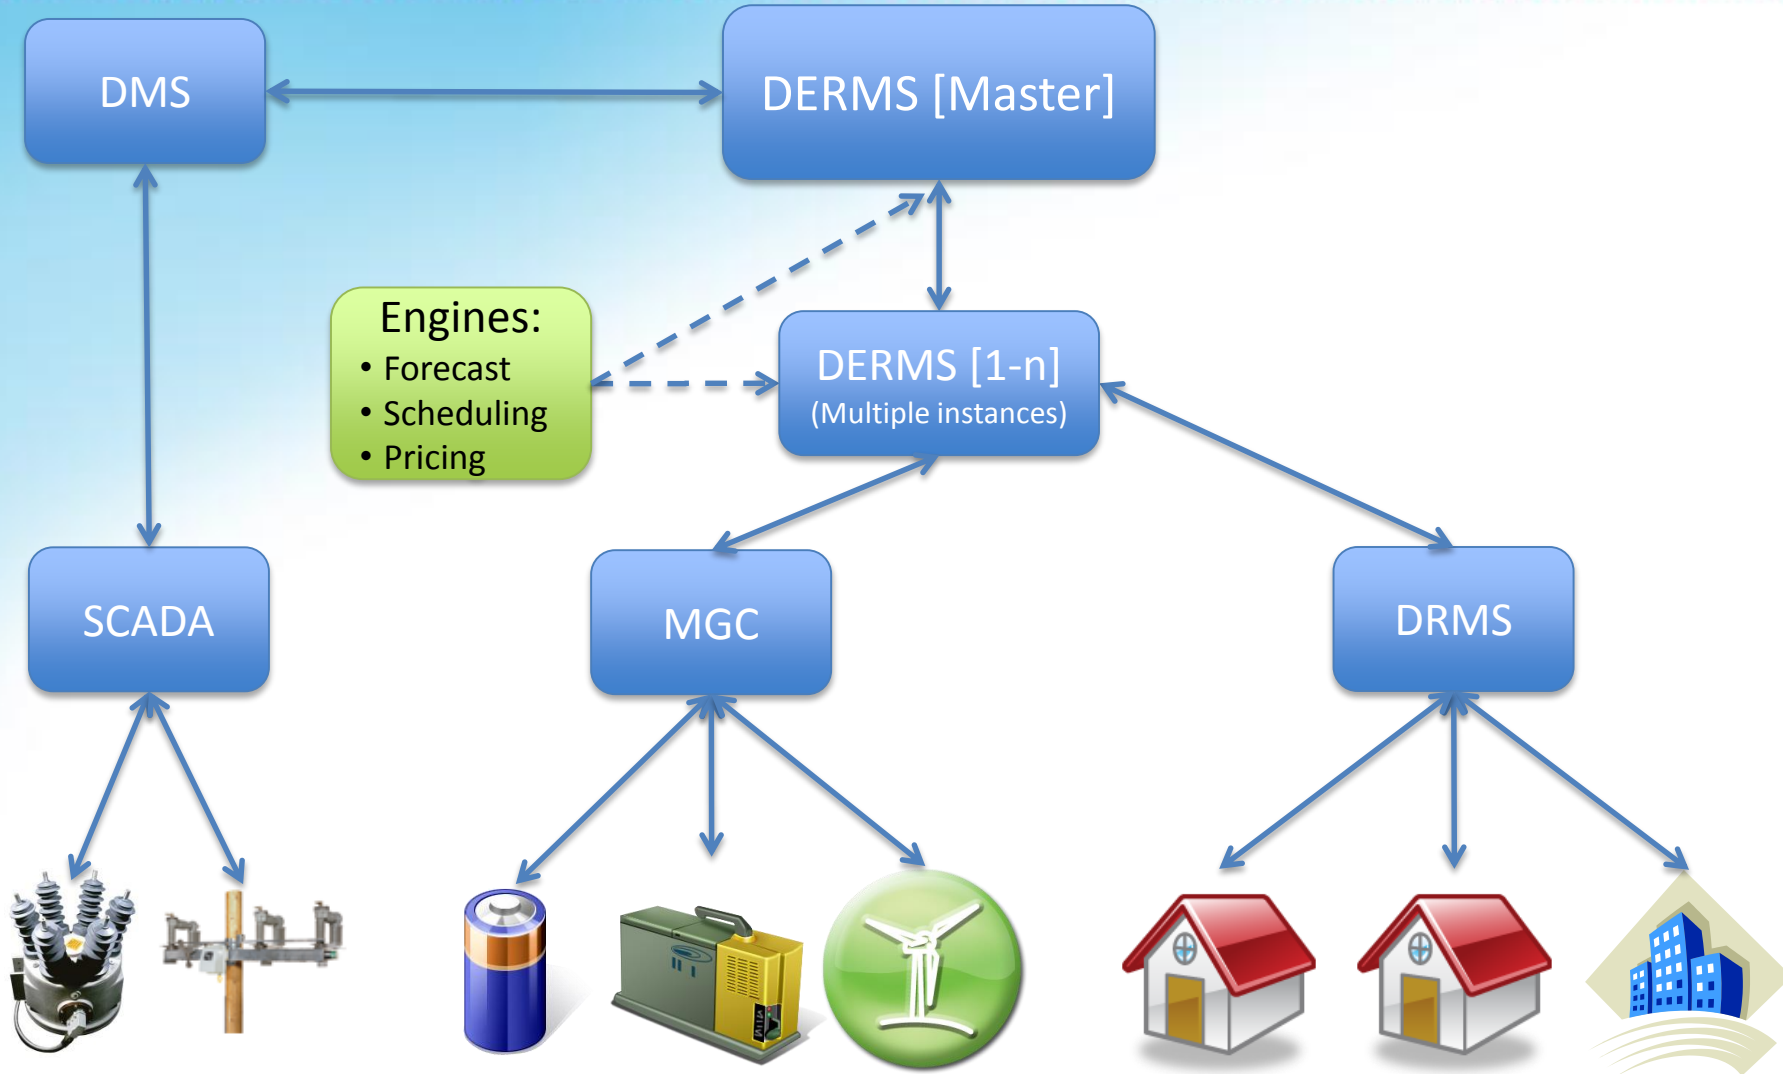 DMS
DERMS [Master]
Engines:
• Forecast
• Scheduling
• Pricing
DERMS [1-n]
(Multiple instances)
SCADA
MGC
DRMS